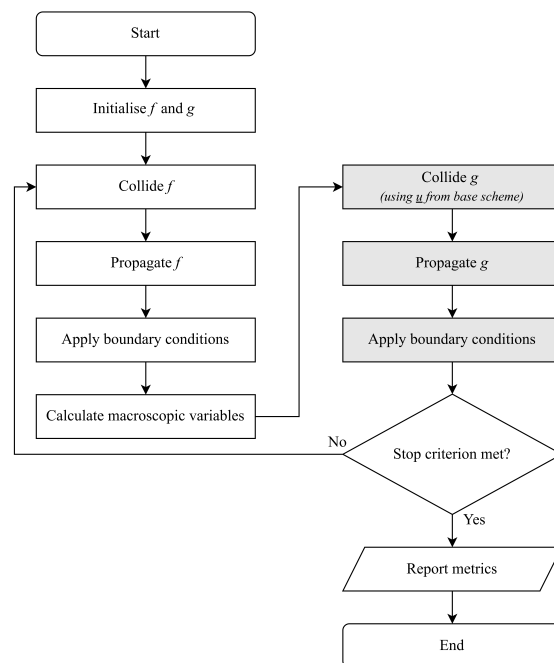 Start
Initialise f and g
Collide f
Propagate f
Apply boundary conditions
Calculate macroscopic variables
Collide g
(using u from base scheme)
Propagate g
Apply boundary conditions
Stop criterion met?
No
Yes
Report metrics
End